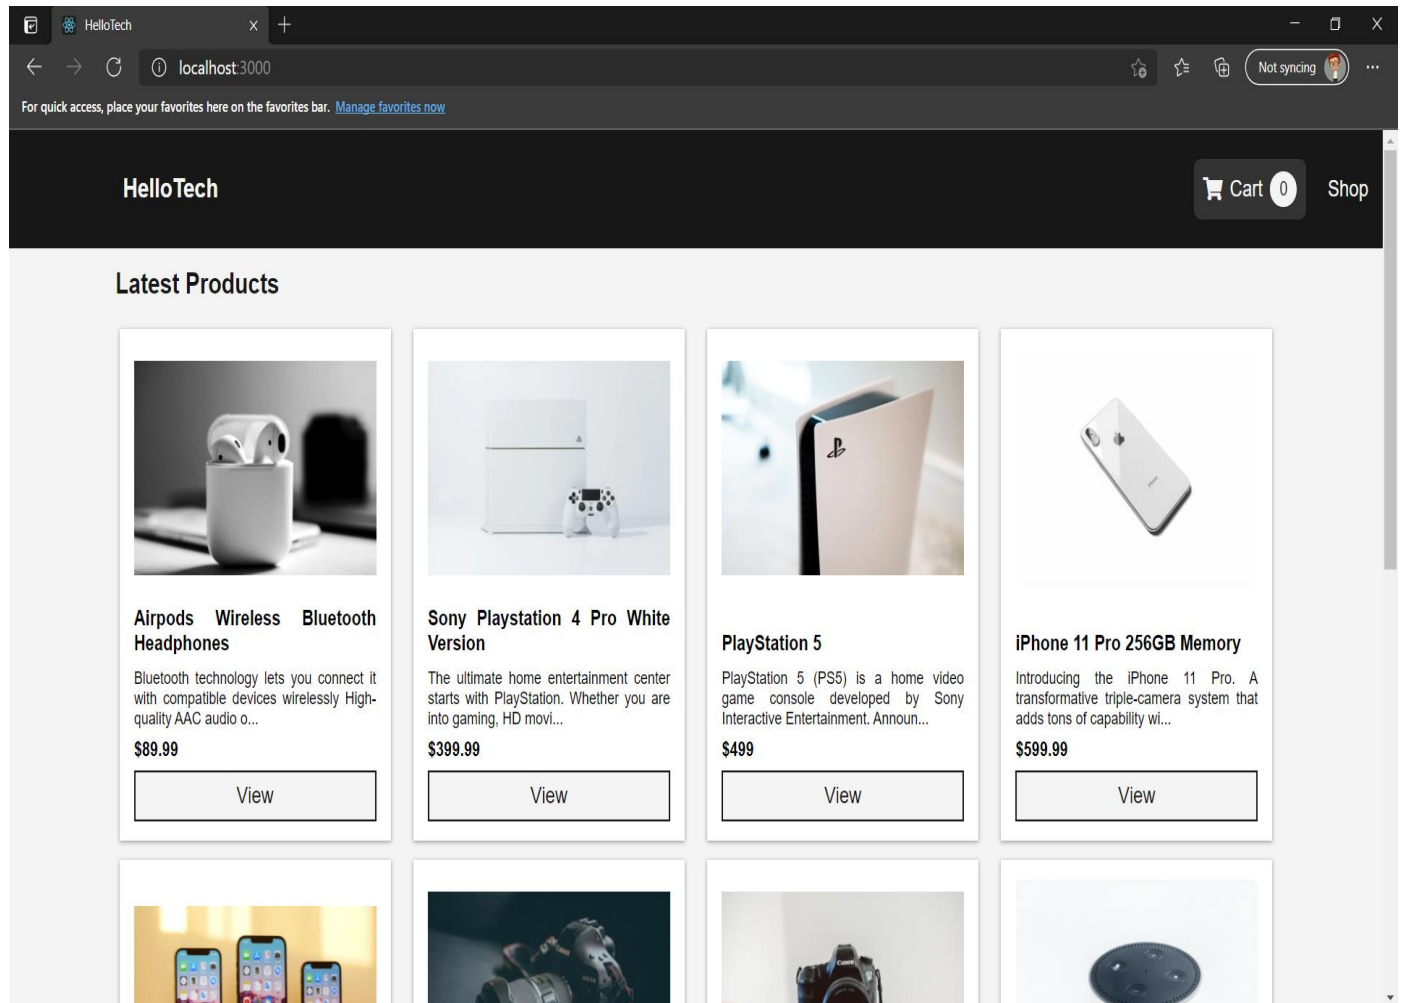 HelloTech
localhost:3000
Not syncing
For quick access, place your favorites here on the favorites bar. Manage favorites now
HelloTech
Cart 0
Shop
Latest Products
Airpods Wireless Bluetooth
Headphones
Bluetooth technology lets you connect it
with compatible devices wirelessly High-
quality AAC audio o...
$89.99
View
Sony Playstation 4 Pro White
Version
The ultimate home entertainment center
starts with PlayStation. Whether you are
into gaming, HD movi...
$399.99
View
PlayStation 5
PlayStation 5 (PS5) is a home video
game console developed by Sony
Interactive Entertainment. Announ...
$499
View
iPhone 11 Pro 256GB Memory
Introducing the iPhone 11 Pro. A
transformative triple-camera system that
adds tons of capability wi...
$599.99
View
Canon